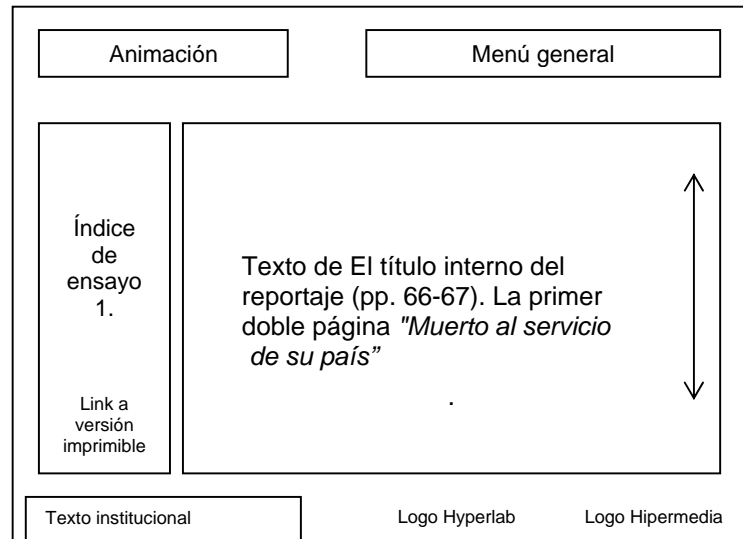 Animación
Menú general
Índice
de
ensayo
1.
Link a
versión
imprimible
Texto de El título interno del
reportaje (pp. 66-67). La primer
doble página "Muerto al servicio
de su país”
.
Texto institucional
Logo Hyperlab
Logo Hipermedia